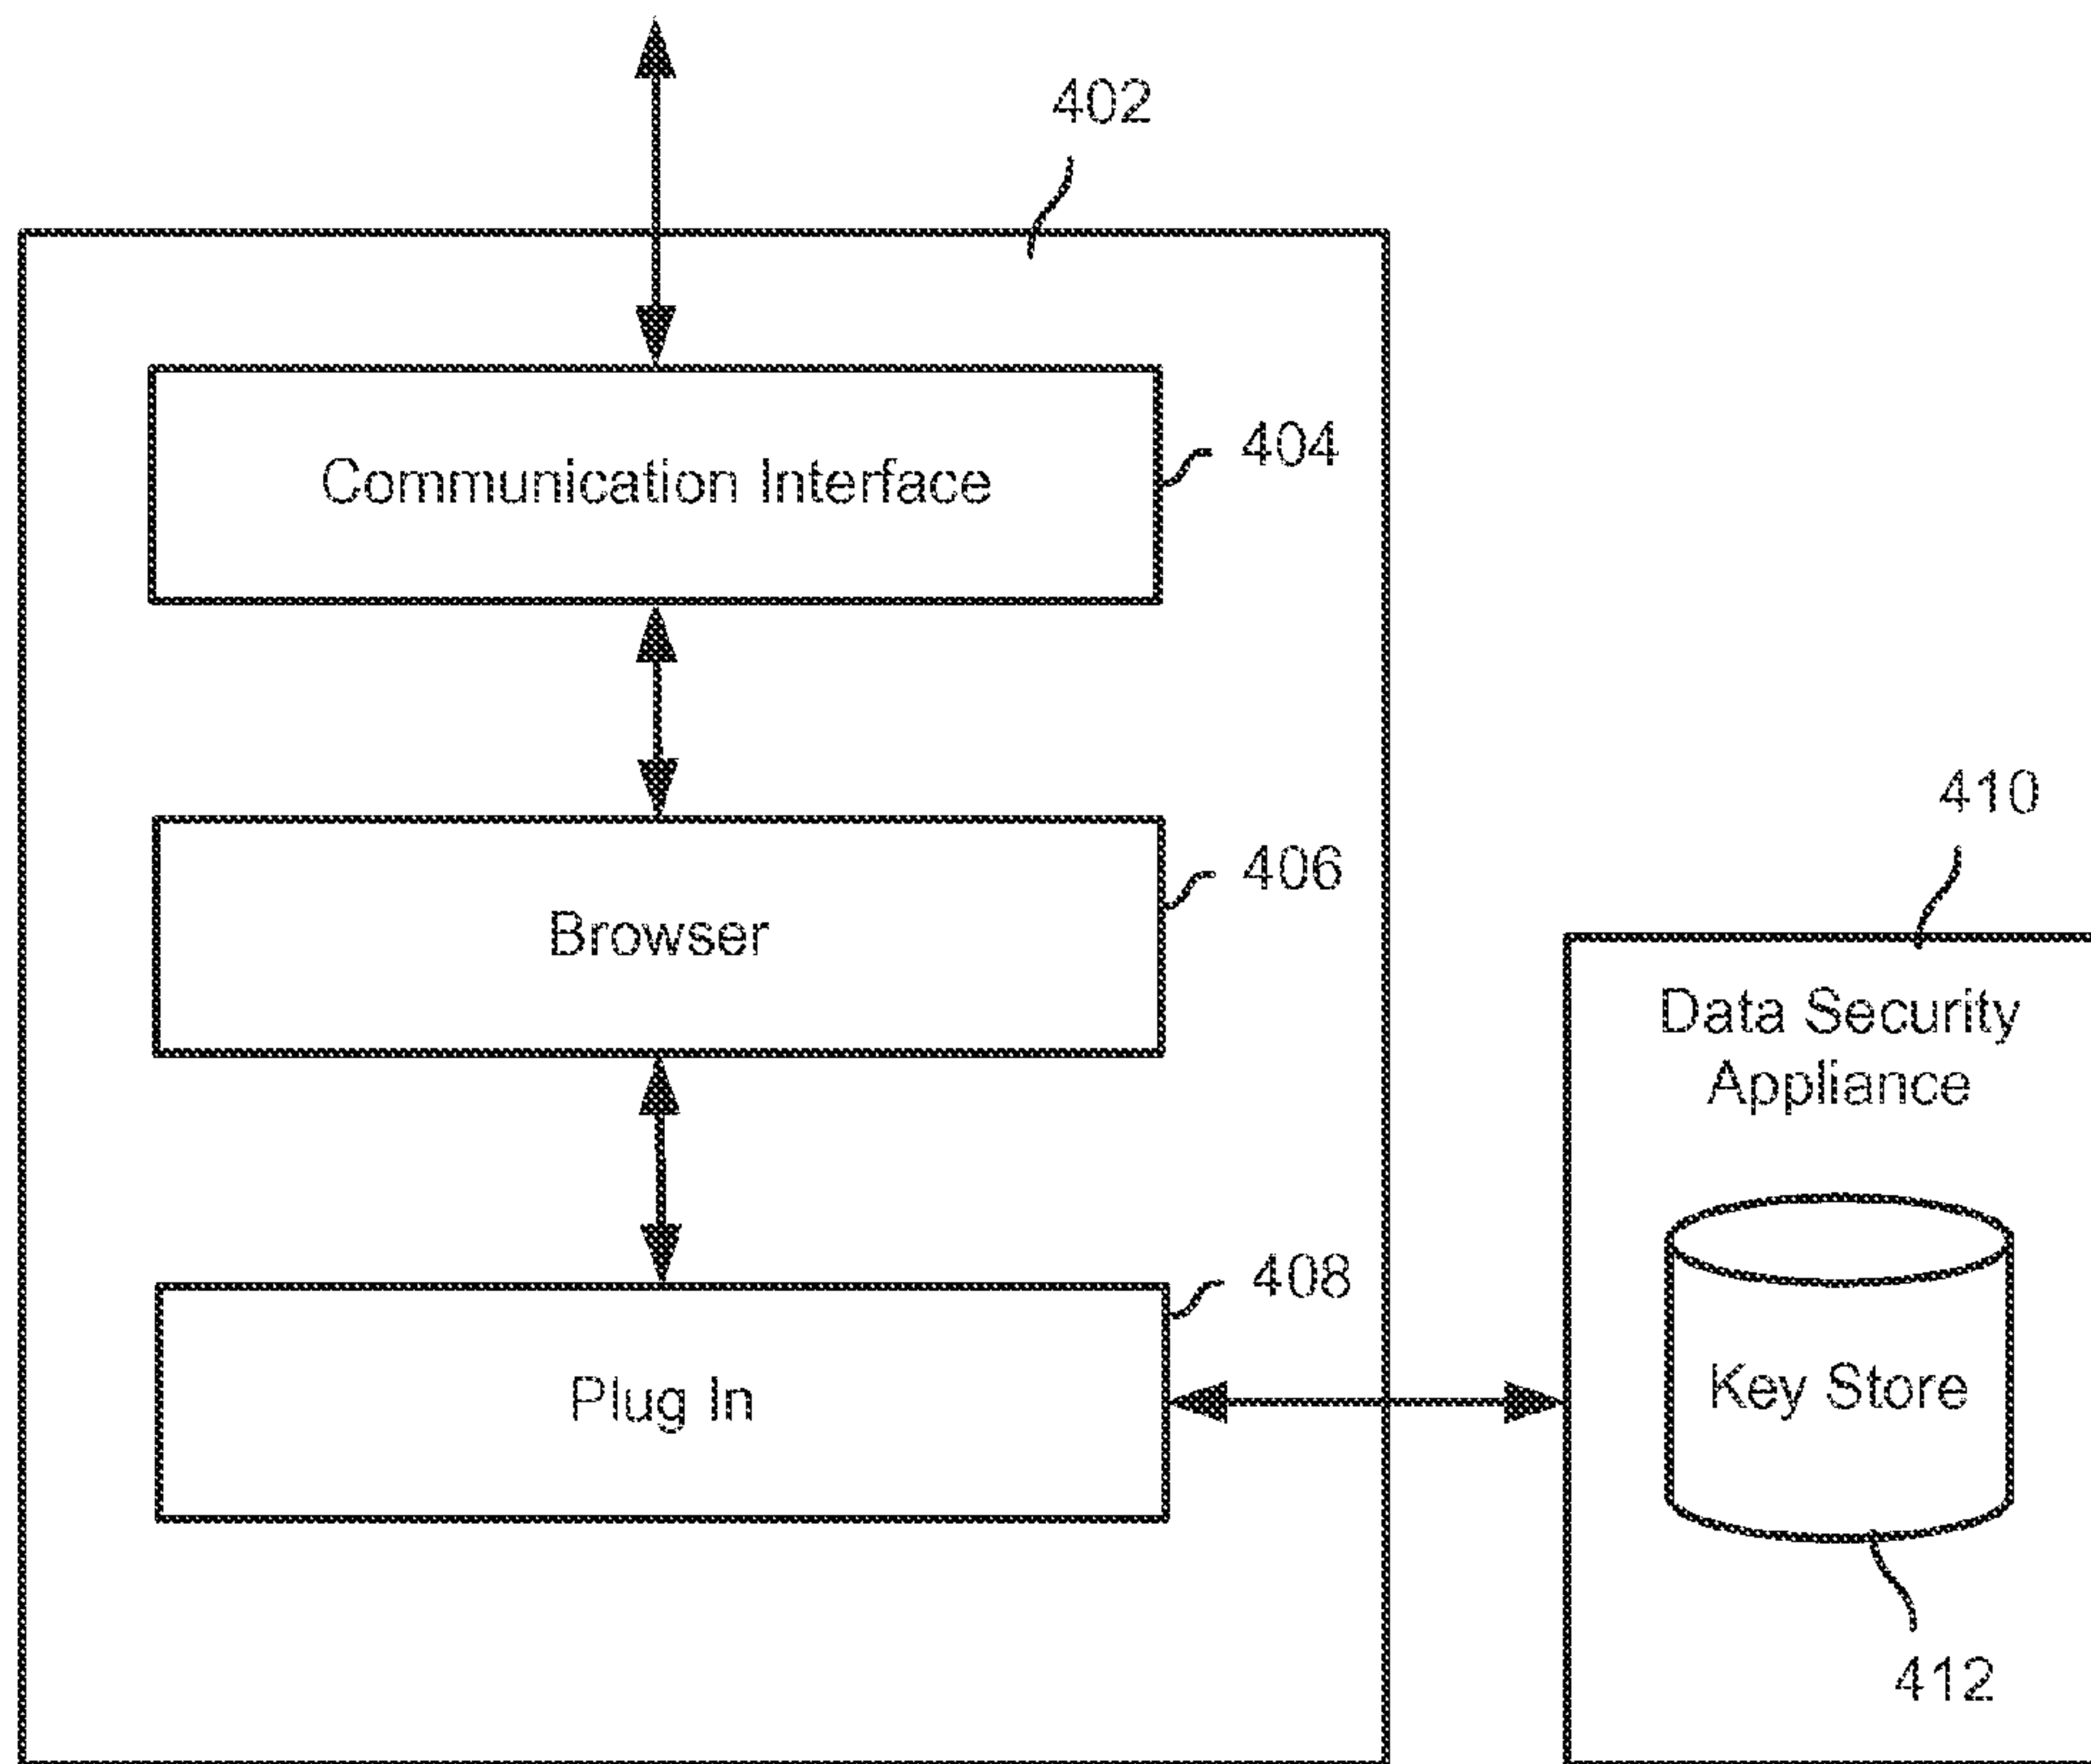 402
Communication Interface
404
Browser
406
410
Data Security
Appliance
Plug In
408
Key Store
412